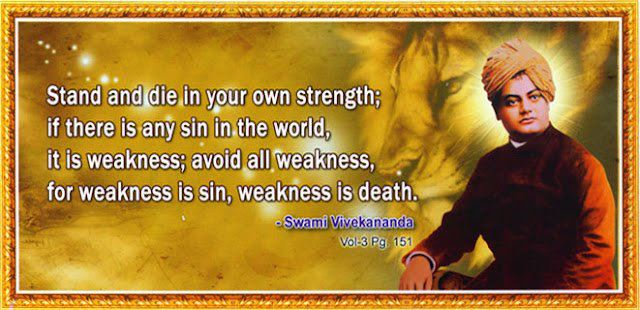 Stand and die in your own strength;
if there is any sin in the world,
it is weakness; avoid all weakness,
for weakness is sin, weakness is death.
- Swami Vivekananda
Vol-3 Pg. 151